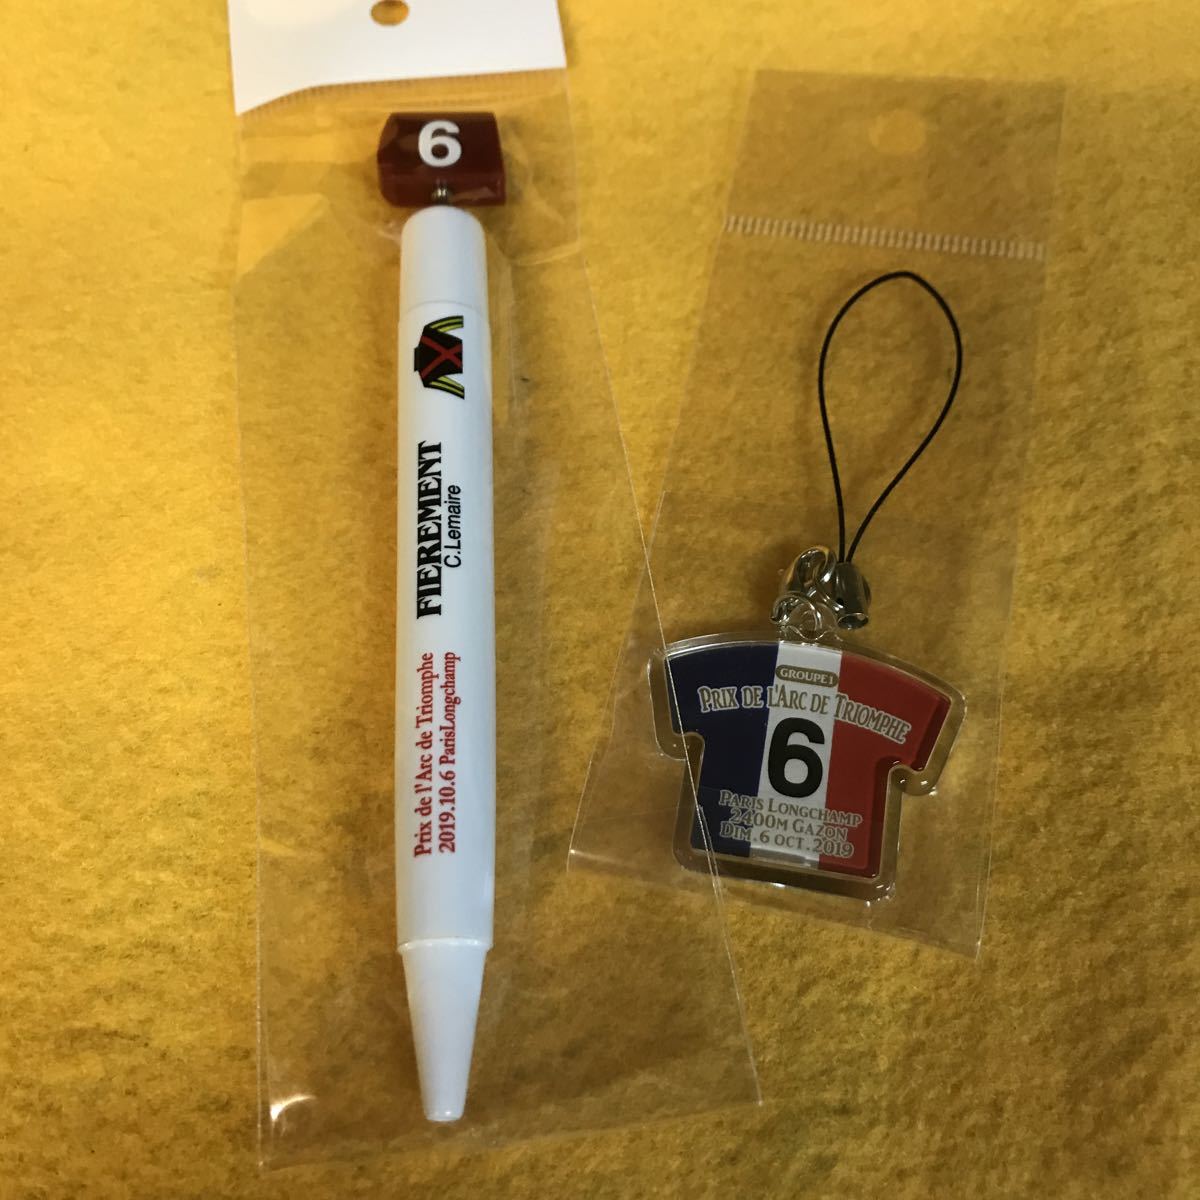 6
FIEREMENT
C.Lemaire
Prix de l'Arc de Triomphe
2019.10.6 ParisLongchamp
GROUPE 1
PRIX DE L'ARC DE TRIOMPHE
6
PARIS LONGCHAMP
2400M GAZON
DIM. 6 OCT. 2019